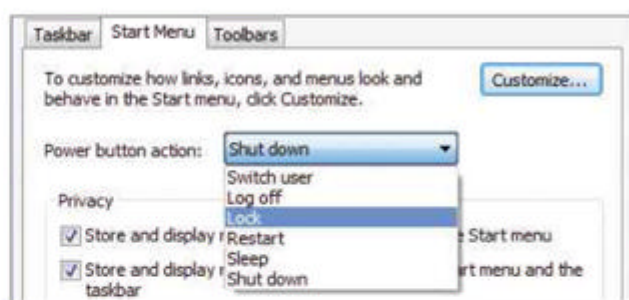 Taskbar Start Menu Toolbars
To customize how links, icons, and menus look and Customize...
behave in the Start menu, click Customize.
Power button action: Shut down
Switch user
Log off
Privacy
Lock
Store and display r Restart e Start menu
Sleep
Store and display r rt menu and the
Shut down
taskbar